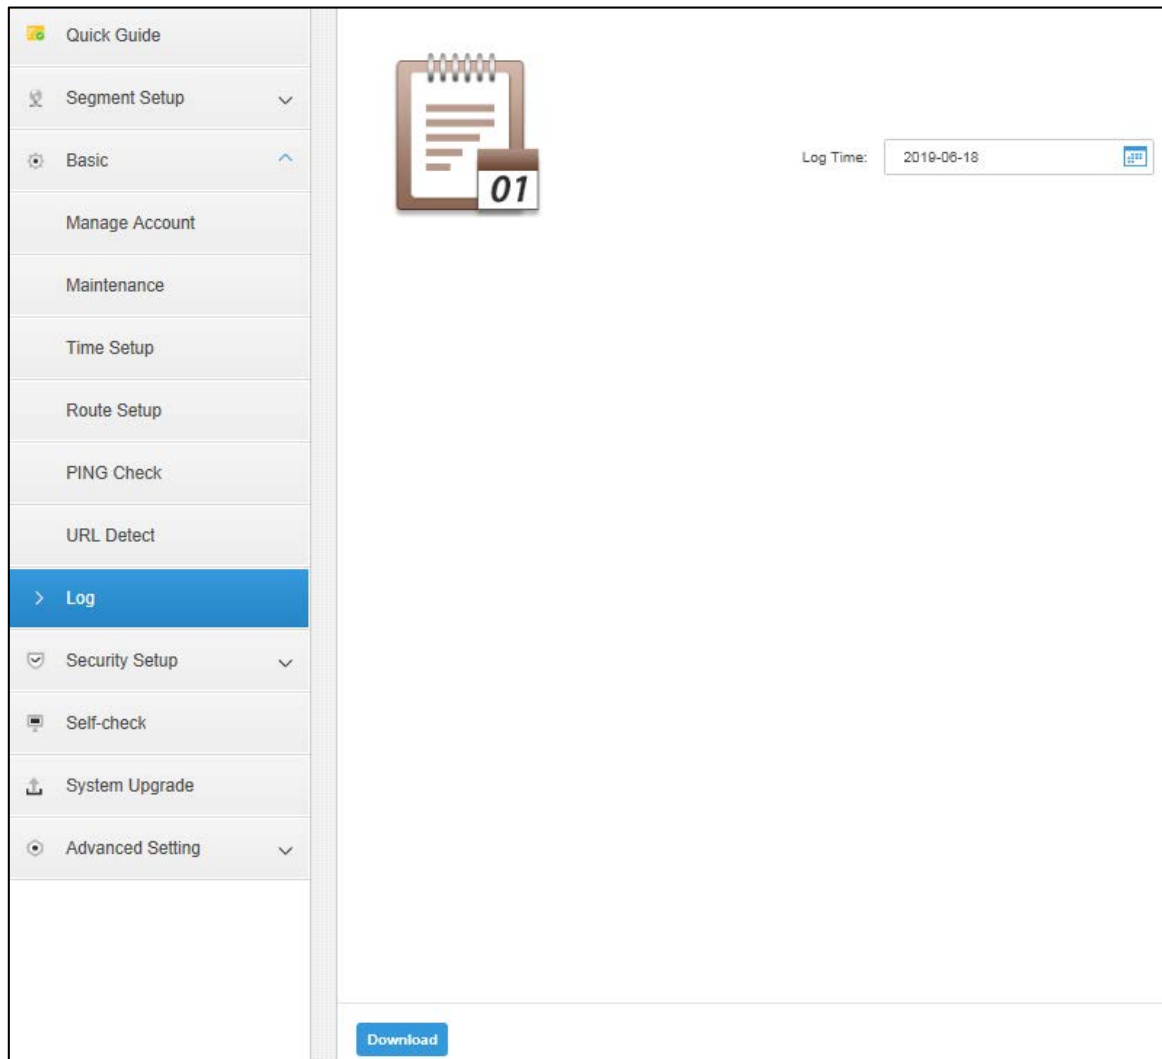 Quick Guide
Segment Setup
Basic
Manage Account
Maintenance
Time Setup
Route Setup
PING Check
URL Detect
Log
Security Setup
Self-check
System Upgrade
Advanced Setting
01
Log Time: 2019-06-18
Download